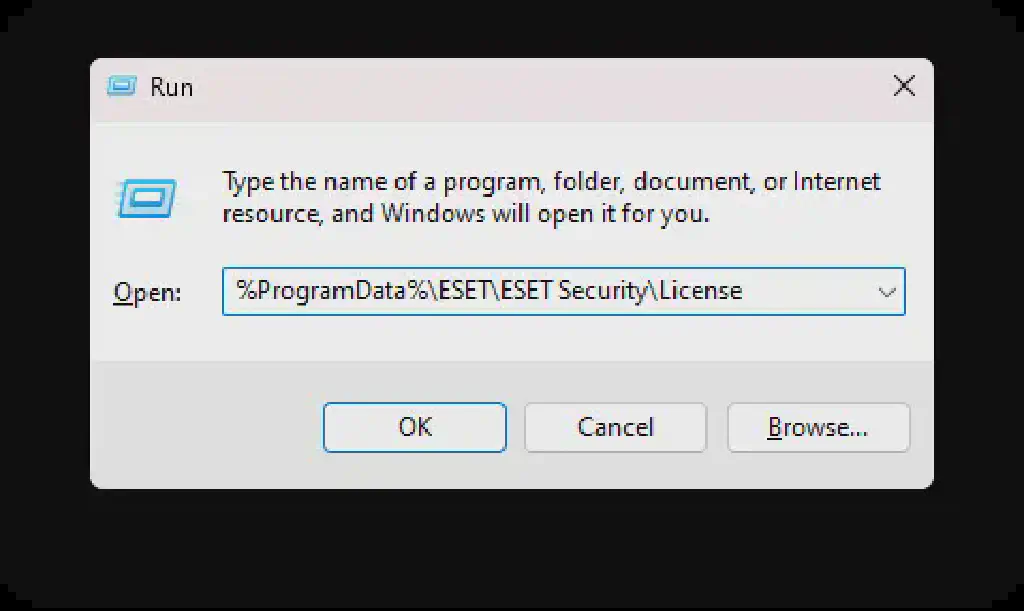 Run
Type the name of a program, folder, document, or Internet
resource, and Windows will open it for you.
Open:
%ProgramData%\ESET\ESET Security\License
OK
Cancel
Browse...